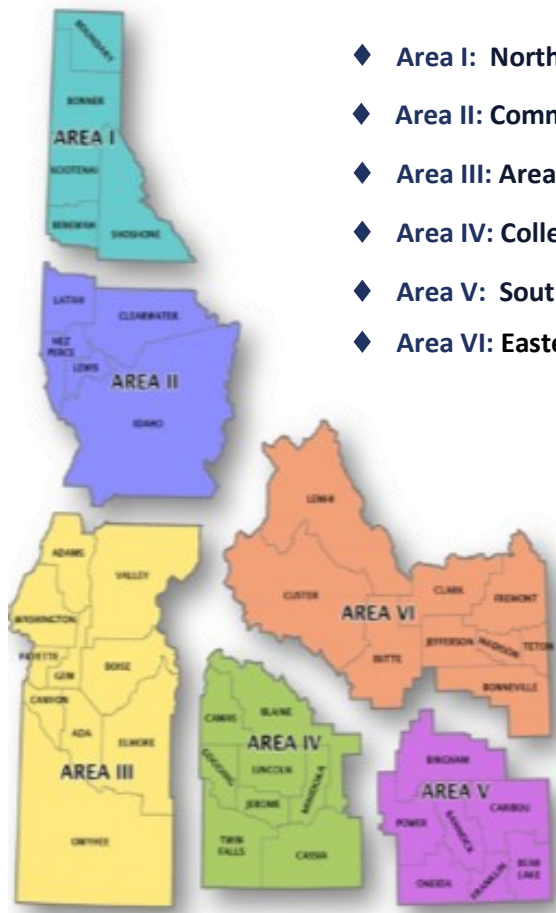 ♦ Area I: North
♦ Area II: Comm
♦ Area III: Area
♦ Area IV: Colle
♦ Area V: Sout
♦ Area VI: Easte
BOUNDARY
BONNER
AREA I
KOOTENAI
BENEWAH
SHOSHONE
LATAH
CLEARWATER
NEZ
PERCE
LEWIS
AREA II
IDAHO
ADAMS
VALLEY
WASHINGTON
PAYETTE
GEM
BOISE
CANYON
ADA
ELMORE
AREA III
OWYHEE
LEMHI
CUSTER
CLARK
FREMONT
AREA VI
JEFFERSON
MADISON
TETON
BUTTE
BONNEVILLE
CAMAS
BLAINE
AREA IV
GOODING
LINCOLN
MINIDOKA
JEROME
TWIN
FALLS
CASSIA
BINGHAM
AREA V
CARIBOU
POWER
BANNOCK
BEAR
LAKE
ONEIDA
FRANKLIN